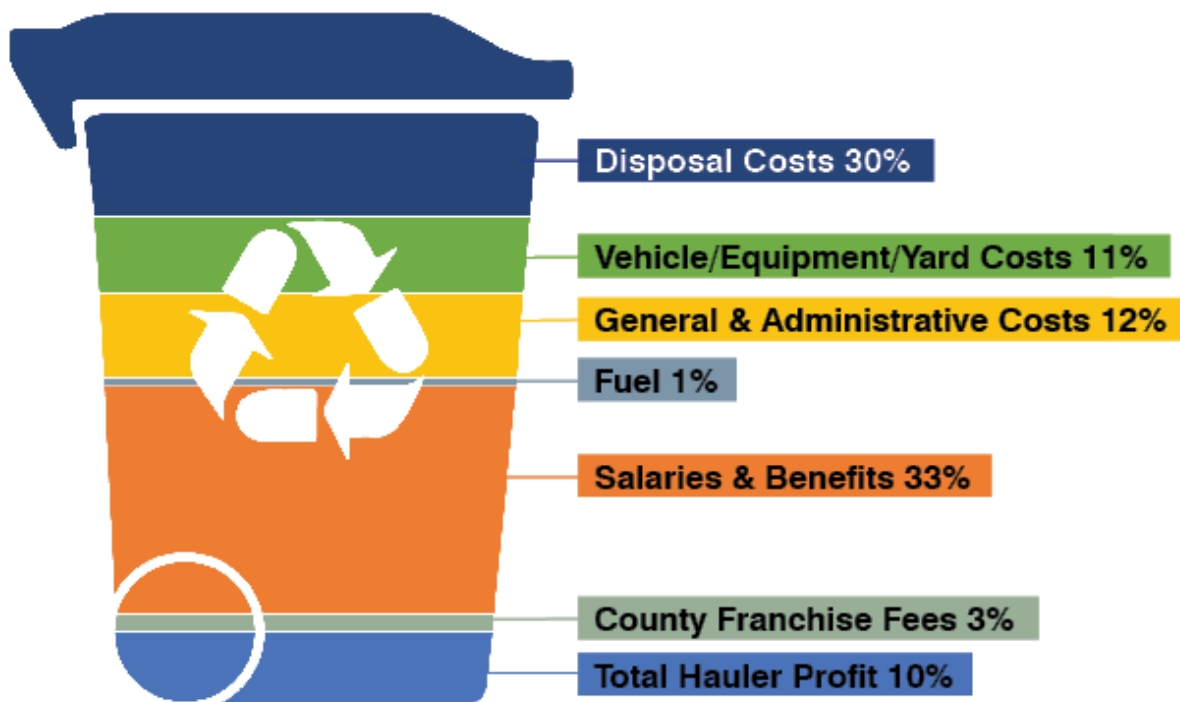 Disposal Costs 30%
Vehicle/Equipment/Yard Costs 11%
General & Administrative Costs 12%
Fuel 1%
Salaries & Benefits 33%
County Franchise Fees 3%
Total Hauler Profit 10%